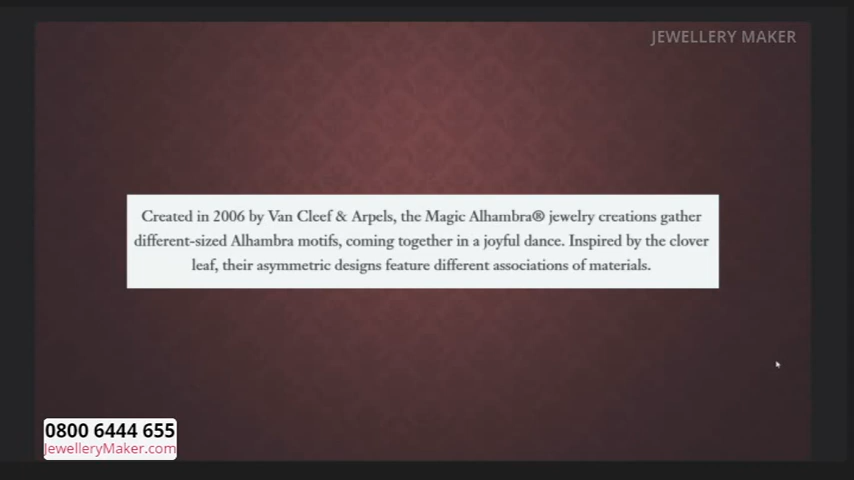 JEWELLERY MAKER
Created in 2006 by Van Cleef & Arpels, the Magic Alhambra® jewelry creations gather
different-sized Alhambra motifs, coming together in a joyful dance. Inspired by the clover
leaf, their asymmetric designs feature different associations of materials.
0800 6444 655
JewelleryMaker.com